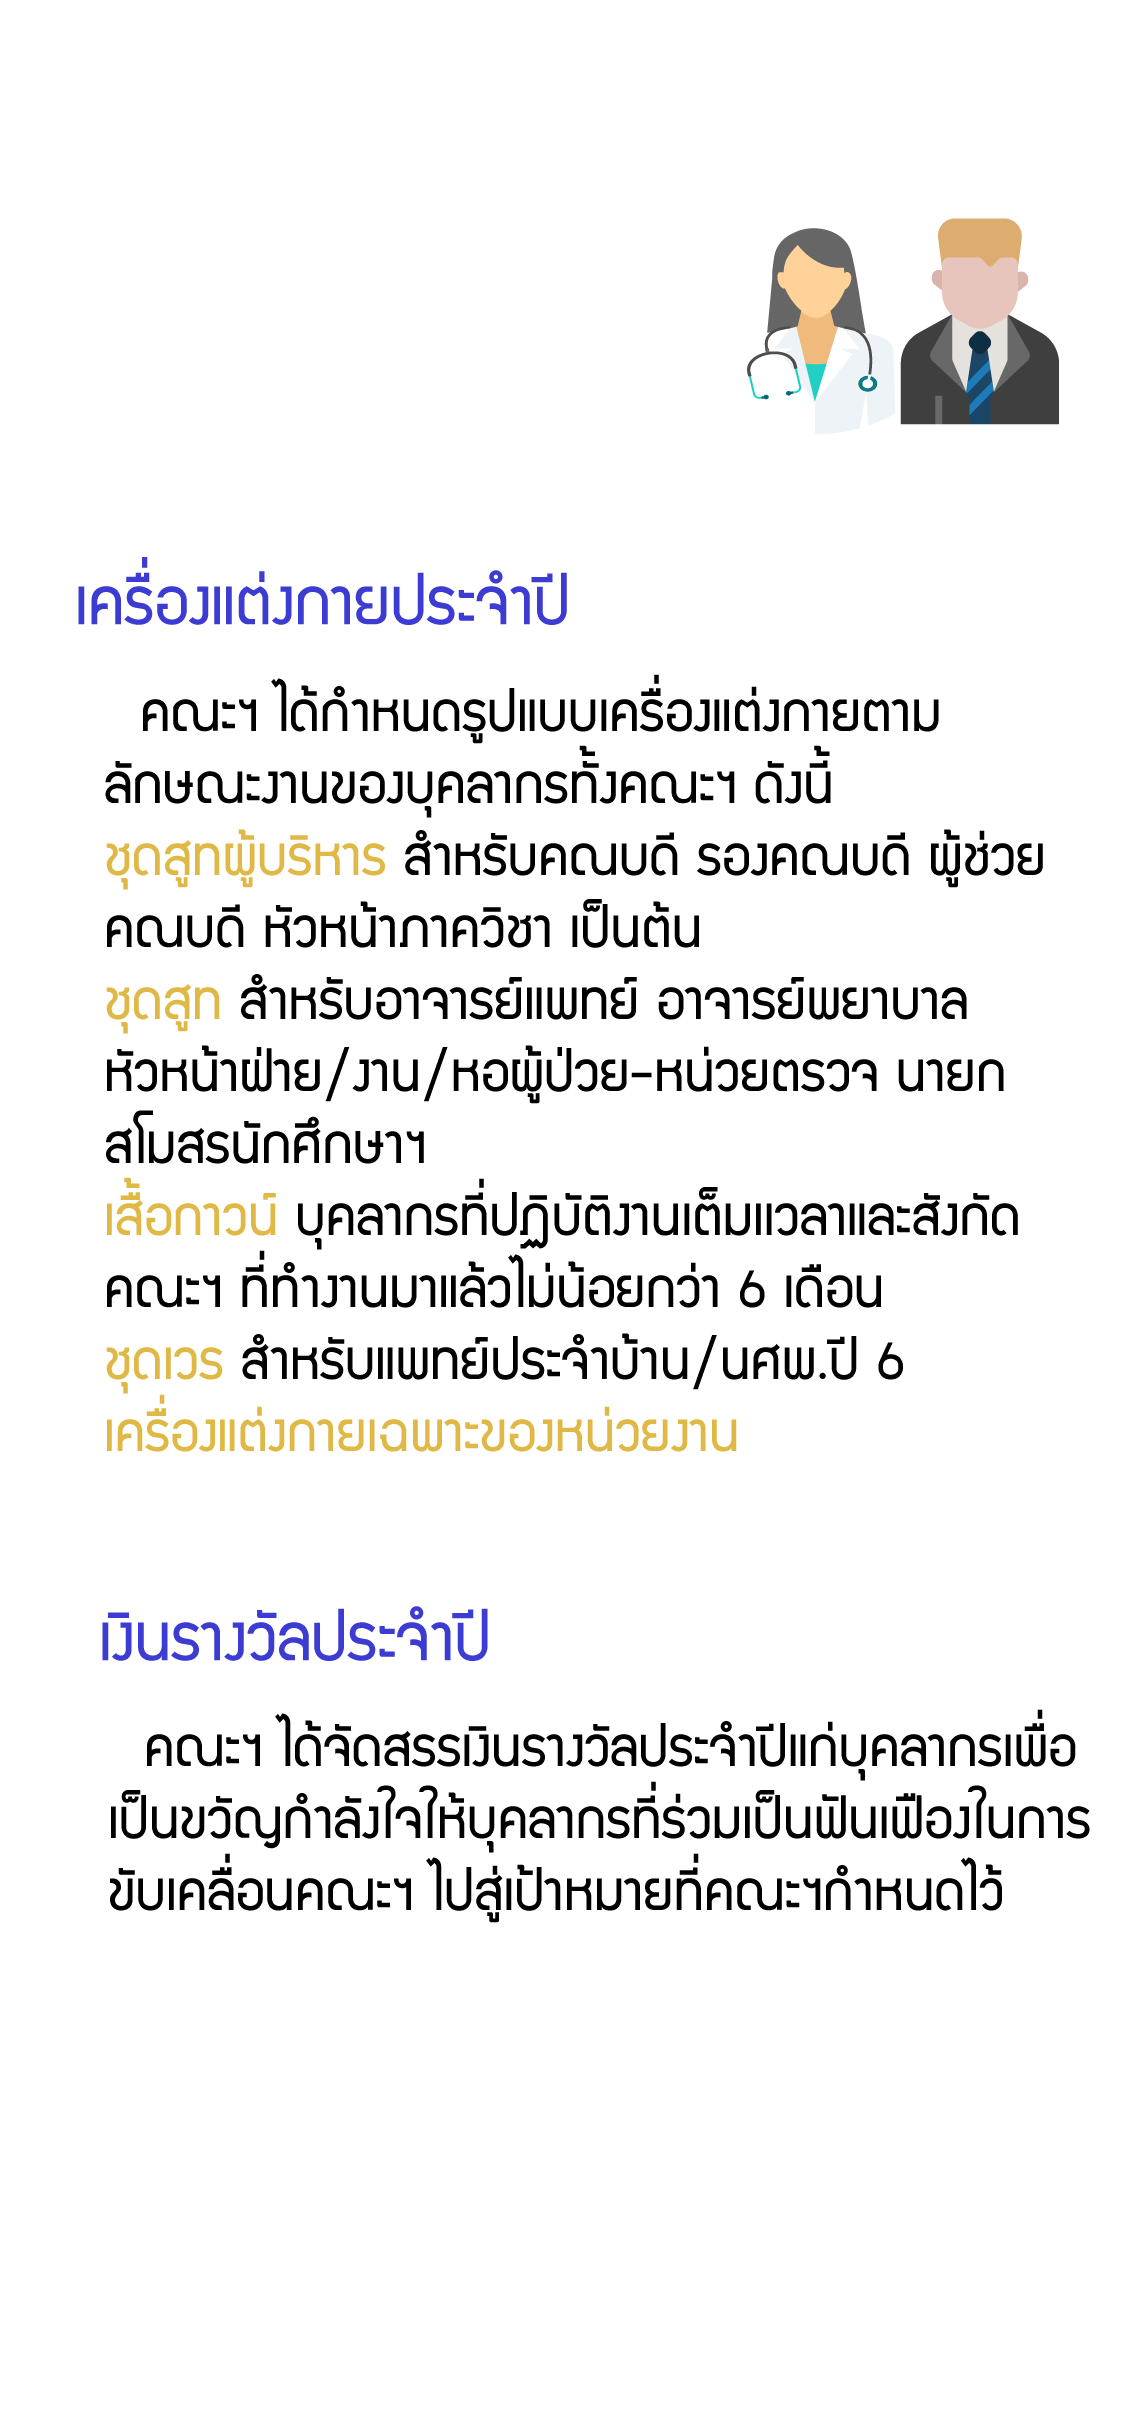 เครื่องแต่งกายประจำปี
คณะฯ ได้กำหนดรูปแบบเครื่องแต่งกายตาม
ลักษณะงานของบุคลากรทั้งคณะฯ ดังนี้
ชุดสูทผู้บริหาร สำหรับคณบดี รองคณบดี ผู้ช่วย
คณบดี หัวหน้าภาควิชา เป็นต้น
ชุดสูท สำหรับอาจารย์แพทย์ อาจารย์พยาบาล
หัวหน้าฝ่าย/งาน/หอผู้ป่วย-หน่วยตรวจ นายก
สโมสรนักศึกษาฯ
เสื้อกาวน์ บุคลากรที่ปฏิบัติงานเต็มเเวลาและสังกัด
คณะฯ ที่ทำงานมาแล้วไม่น้อยกว่า 6 เดือน
ชุดเวร สำหรับแพทย์ประจำบ้าน/นศพ.ปี 6
เครื่องแต่งกายเฉพาะของหน่วยงาน
เงินรางวัลประจำปี
คณะฯ ได้จัดสรรเงินรางวัลประจำปีแก่บุคลากรเพื่อ
เป็นขวัญกำลังใจให้บุคลากรที่ร่วมเป็นฟันเฟืองในการ
ขับเคลื่อนคณะฯ ไปสู่เป้าหมายที่คณะฯกำหนดไว้